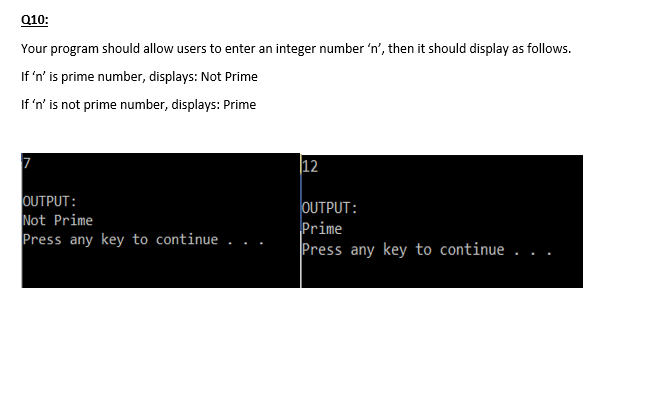 Q10:
Your program should allow users to enter an integer number ‘n’, then it should display as follows.
If ‘n’ is prime number, displays: Not Prime
If ‘n’ is not prime number, displays: Prime
7
OUTPUT:
Not Prime
Press any key to continue . . .
12
OUTPUT:
Prime
Press any key to continue . . .